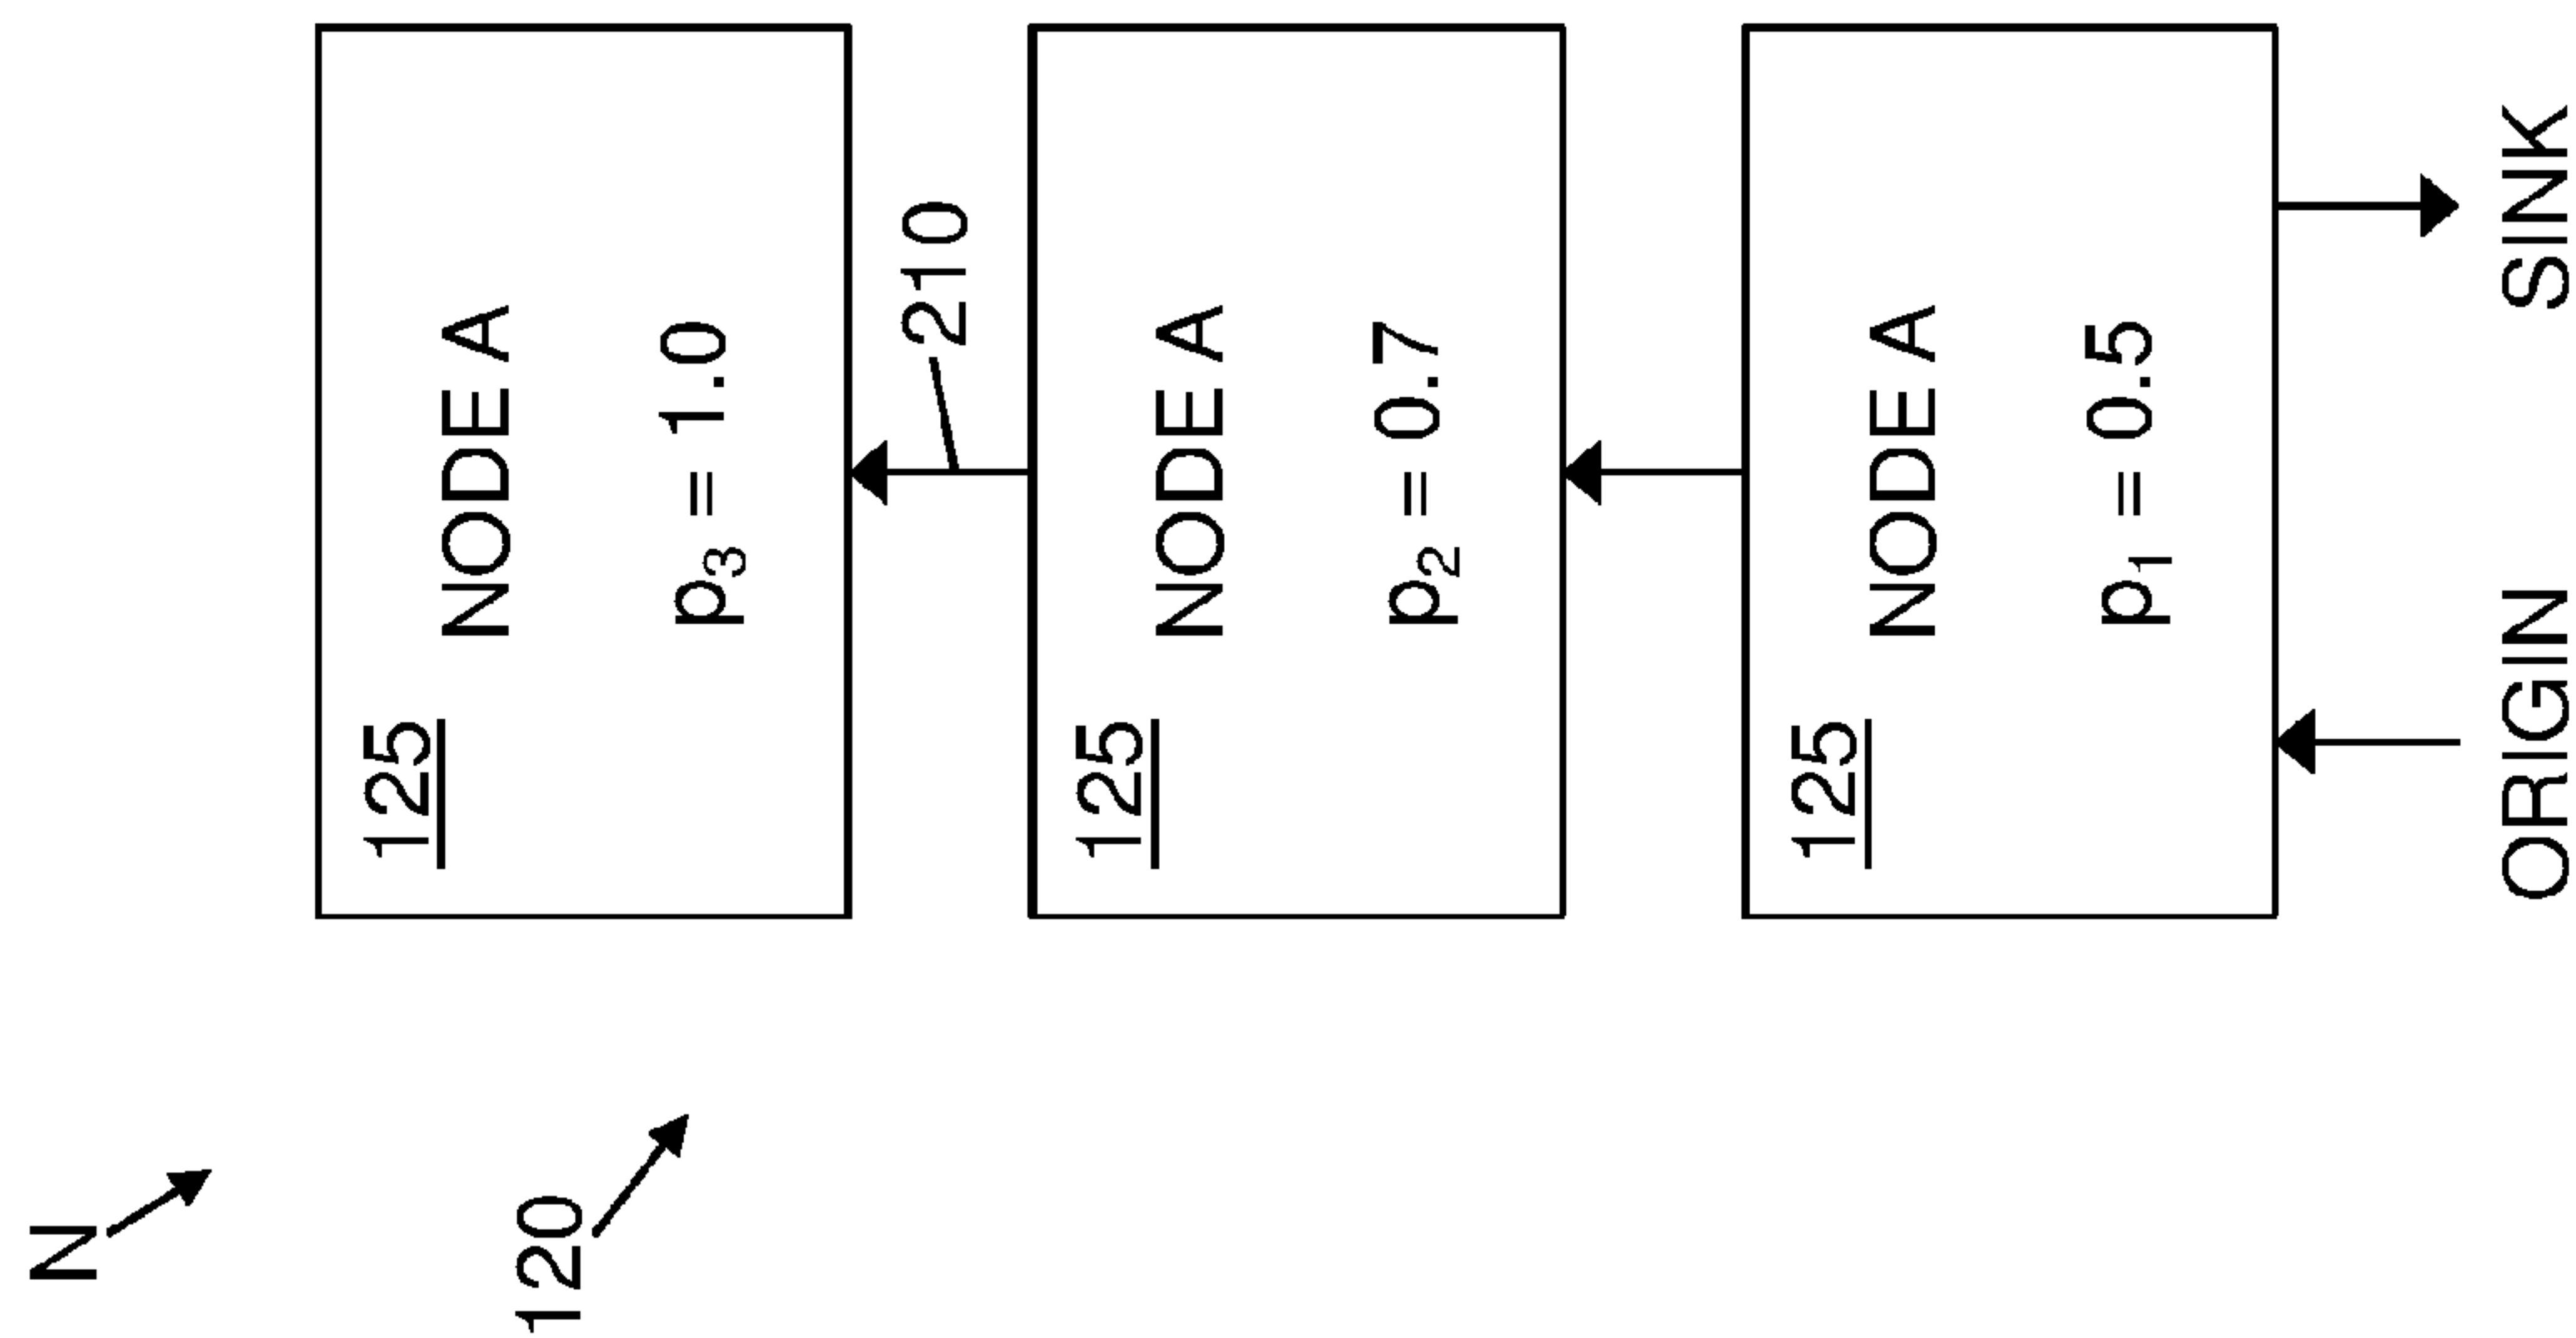 N
120
125
NODE A
p₃ = 1.0
210
125
NODE A
p₂ = 0.7
125
NODE A
p₁ = 0.5
ORIGIN
SINK